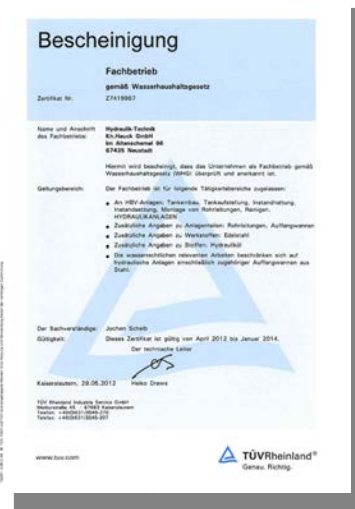 Bescheinigung
Fachbetrieb
gemäß Wasserhaushaltsgesetz
Zertifikat Nr. Z7419967
Name und Anschrift Hydraulik-Technik
des Fachbetriebs: Kh.Hauck GmbH
Im Altenschemel 96
67435 Neustadt
Hiermit wird bescheinigt, dass das Unternehmen als Fachbetrieb gemäß
Wasserhaushaltsgesetz (WHG) überprüft und anerkannt ist.
Geltungsbereich: Der Fachbetrieb ist für folgende Tätigkeitsbereiche zugelassen:
• An HBV-Anlagen: Tankeinbau, Tankaufstellung, Instandhaltung,
Instandsetzung, Montage von Rohrleitungen, Reinigen.
HYDRAULIKANLAGEN
• Zusätzliche Angaben zu Anlagenteilen: Rohrleitungen, Auffangwannen
• Zusätzliche Angaben zu Werkstoffen: Edelstahl
• Zusätzliche Angaben zu Stoffen: Hydrauliköl
• Die wasserrechtlichen relevanten Arbeiten beschränken sich auf
hydraulische Anlagen einschließlich zugehöriger Auffangwannen aus
Stahl.
Der Sachverständige: Jochen Scheib
Gültigkeit: Dieses Zertifikat ist gültig von April 2012 bis Januar 2014.
Der technische Leiter
Kaiserslautern, 29.06.2012 Heiko Drews
TÜV Rheinland Industrie Service GmbH
67663 Kaiserslautern
www.tuv.com
TÜVRheinland®
Genau. Richtig.